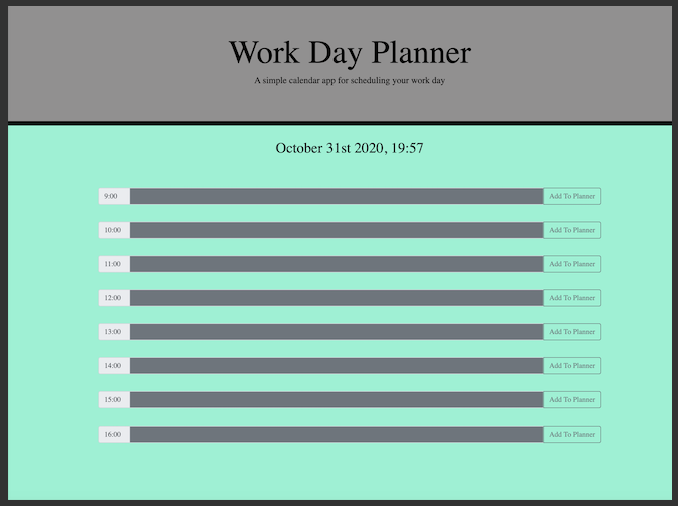 Work Day Planner
A simple calendar app for scheduling your work day
October 31st 2020, 19:57
9:00 Add To Planner
10:00 Add To Planner
11:00 Add To Planner
12:00 Add To Planner
13:00 Add To Planner
14:00 Add To Planner
15:00 Add To Planner
16:00 Add To Planner